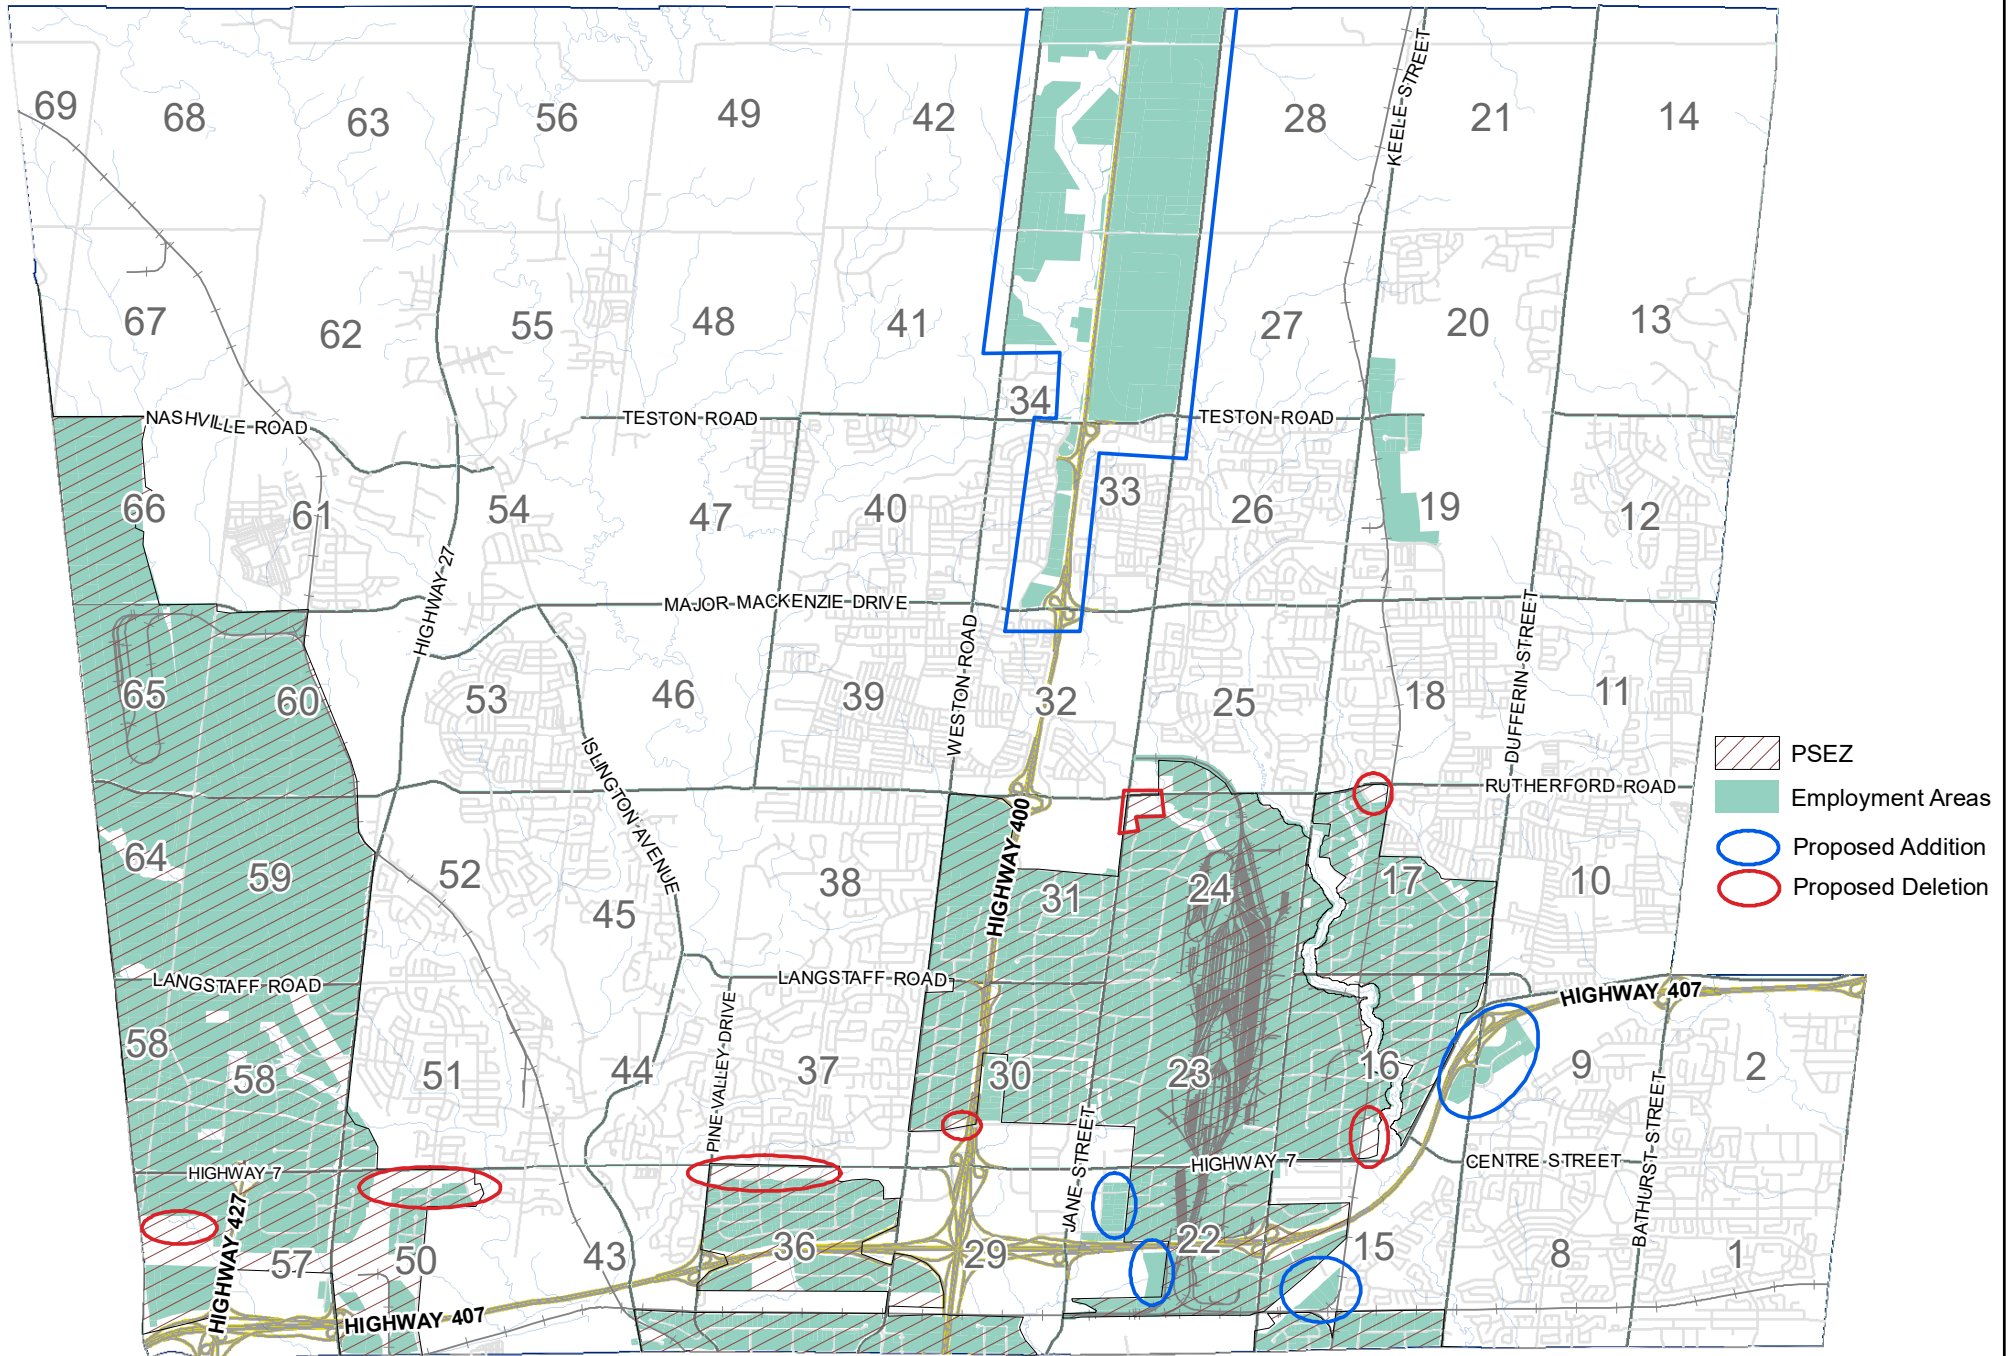 69
68
63
56
49
42
28
KEELE STREET
21
14
67
62
55
48
41
27
20
13
34
NASHVILLE ROAD
TESTON ROAD
TESTON ROAD
66
61
54
47
40
33
26
19
12
HIGHWAY 27
MAJOR MACKENZIE DRIVE
WESTON ROAD
DUFFERIN STREET
65
60
53
46
39
32
25
18
11
ISLINGTON AVENUE
RUTHERFORD ROAD
PSEZ
Employment Areas
Proposed Addition
Proposed Deletion
64
59
52
45
38
HIGHWAY 400
31
24
17
10
LANGSTAFF ROAD
LANGSTAFF ROAD
HIGHWAY 407
58
58
51
44
PINE VALLEY DRIVE
37
30
23
16
9
2
JANE STREET
BATHURST STREET
HIGHWAY 7
HIGHWAY 7
CENTRE STREET
HIGHWAY 427
57
50
43
36
29
22
15
8
1
HIGHWAY 407